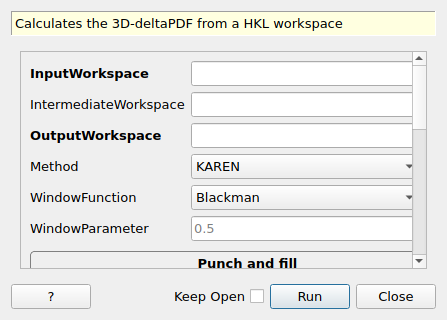 Calculates the 3D-deltaPDF from a HKL workspace
InputWorkspace
IntermediateWorkspace
OutputWorkspace
Method KAREN
WindowFunction Blackman
WindowParameter 0.5
Punch and fill
? Keep Open Run Close